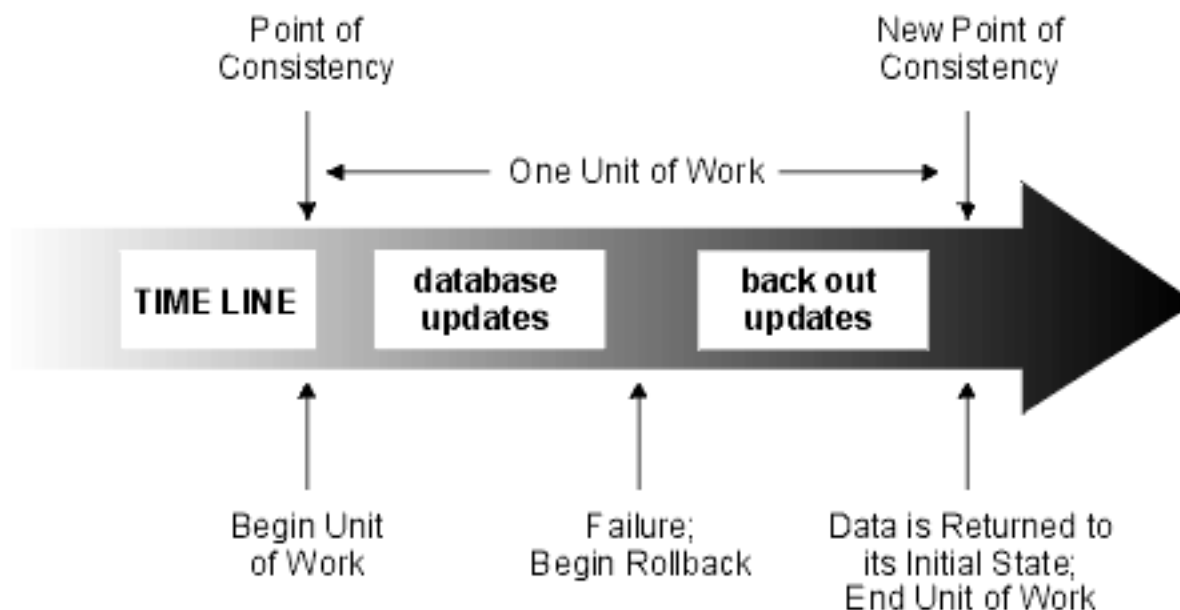 Point of
Consistency
New Point of
Consistency
One Unit of Work
TIME LINE
database
updates
back out
updates
Begin Unit
of Work
Failure;
Begin Rollback
Data is Returned to
its Initial State;
End Unit of Work